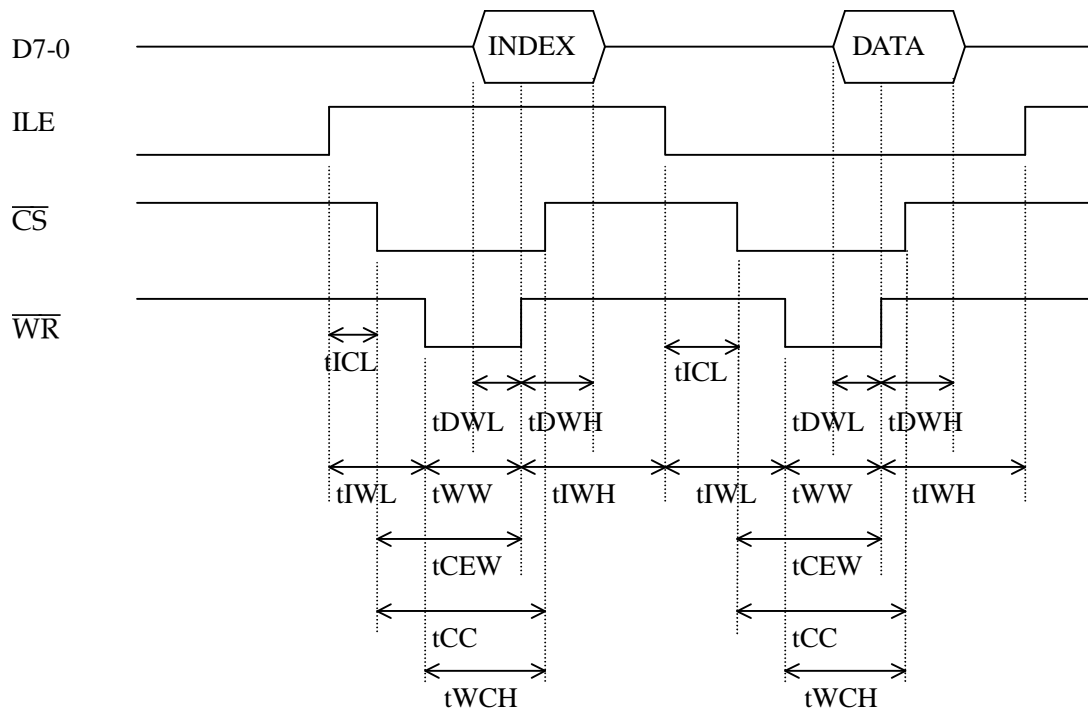 D7-0 INDEX DATA
ILE
CS
WR
tICL tICL
tDWL tDWH tDWL tDWH
tIWL tWW tIWH tIWL tWW tIWH
tCEW tCEW
tCC tCC
tWCH tWCH